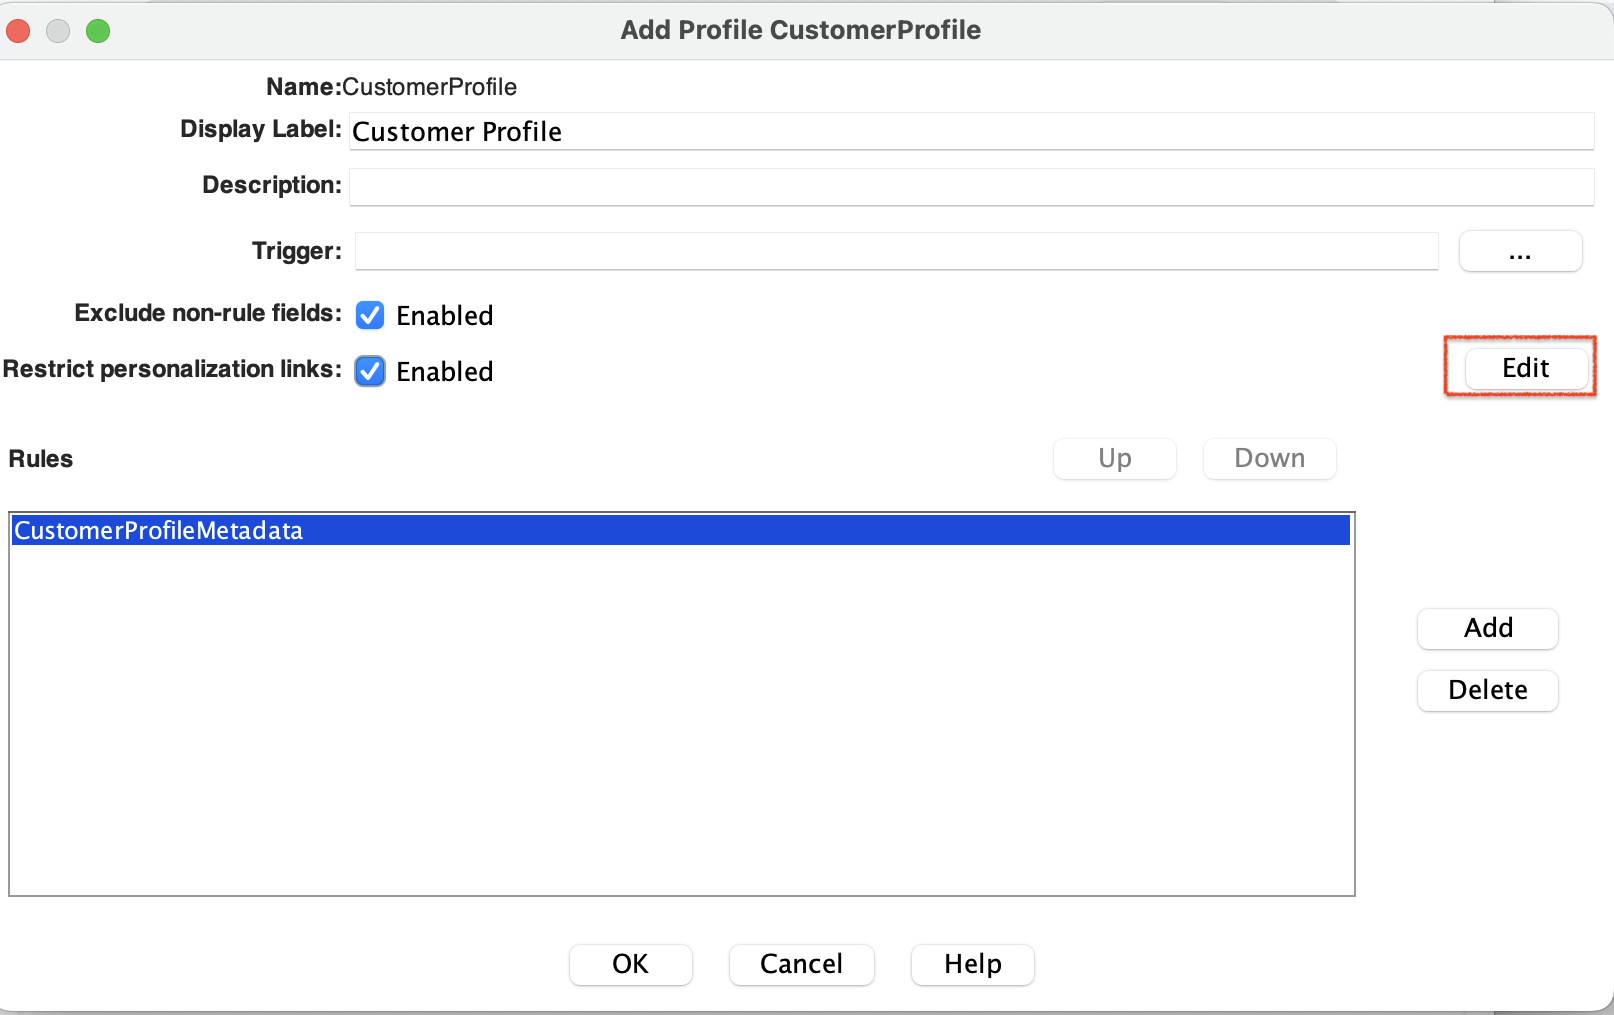 Add Profile CustomerProfile
Name:CustomerProfile
Display Label: Customer Profile
Description:
Trigger: ...
Exclude non-rule fields: Enabled
Restrict personalization links: Enabled Edit
Rules Up Down
CustomerProfileMetadata
Add
Delete
OK Cancel Help